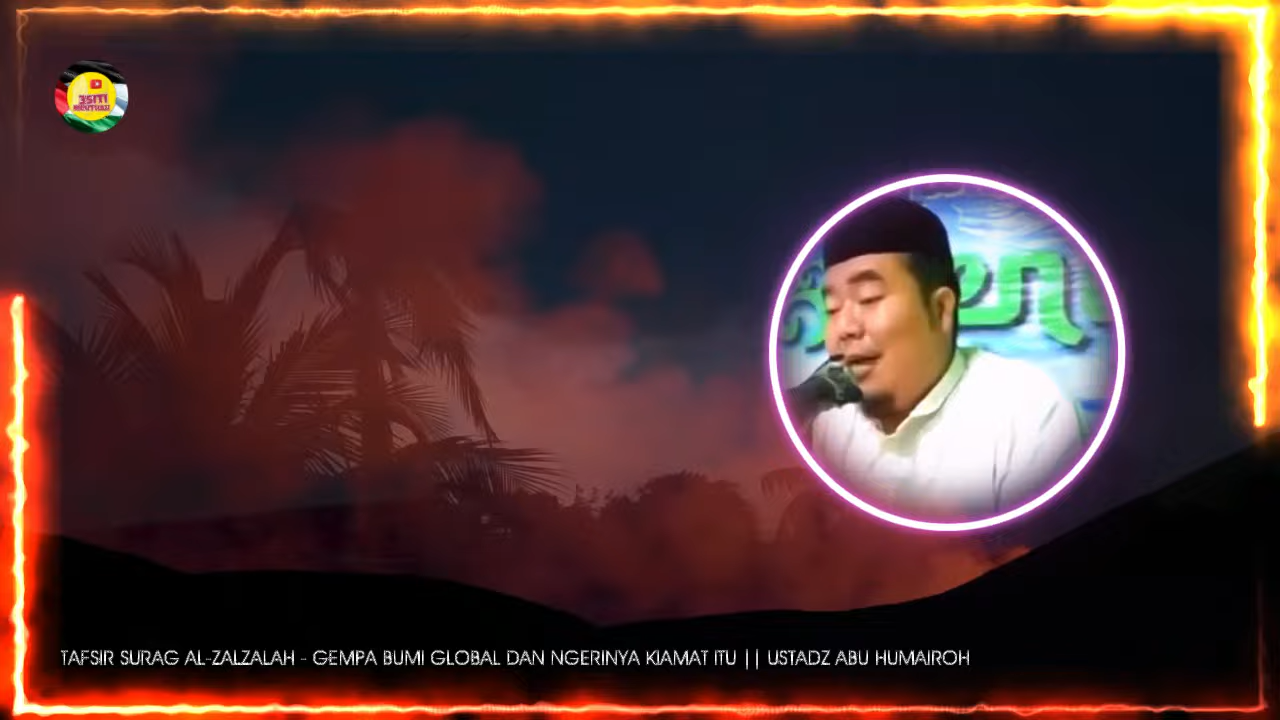 TAFSIR SURAG AL-ZALZALAH - GEMPA BUMI GLOBAL DAN NGERINYA KIAMAT ITU || USTADZ ABU HUMAIROH